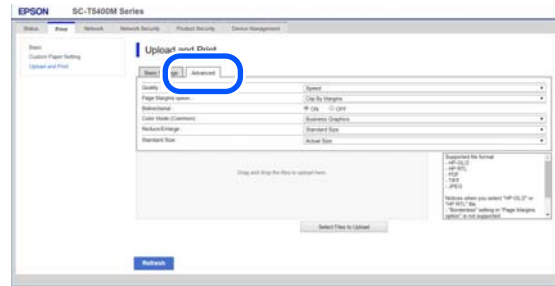 EPSON SC-T5400M Series
Status Print Network Network Security Product Security Device Management
Basic
Custom Paper Setting
Upload and Print
Upload and Print
Basic Advanced
Quality : Speed
Page Margins option : Clip By Margins
Bidirectional : ON OFF
Color Mode (Common) : Business Graphics
Reduce/Enlarge : Standard Size
Standard Size : Actual Size
Drag and drop the files to upload here.
Supported file format
- HP-GL/2
- HP RTL
- PDF
- TIFF
- JPEG
Notices when you select "HP-GL/2" or
"HP RTL" file.
- "Borderless" setting in "Page Margins
option" is not supported
Select Files to Upload
Refresh